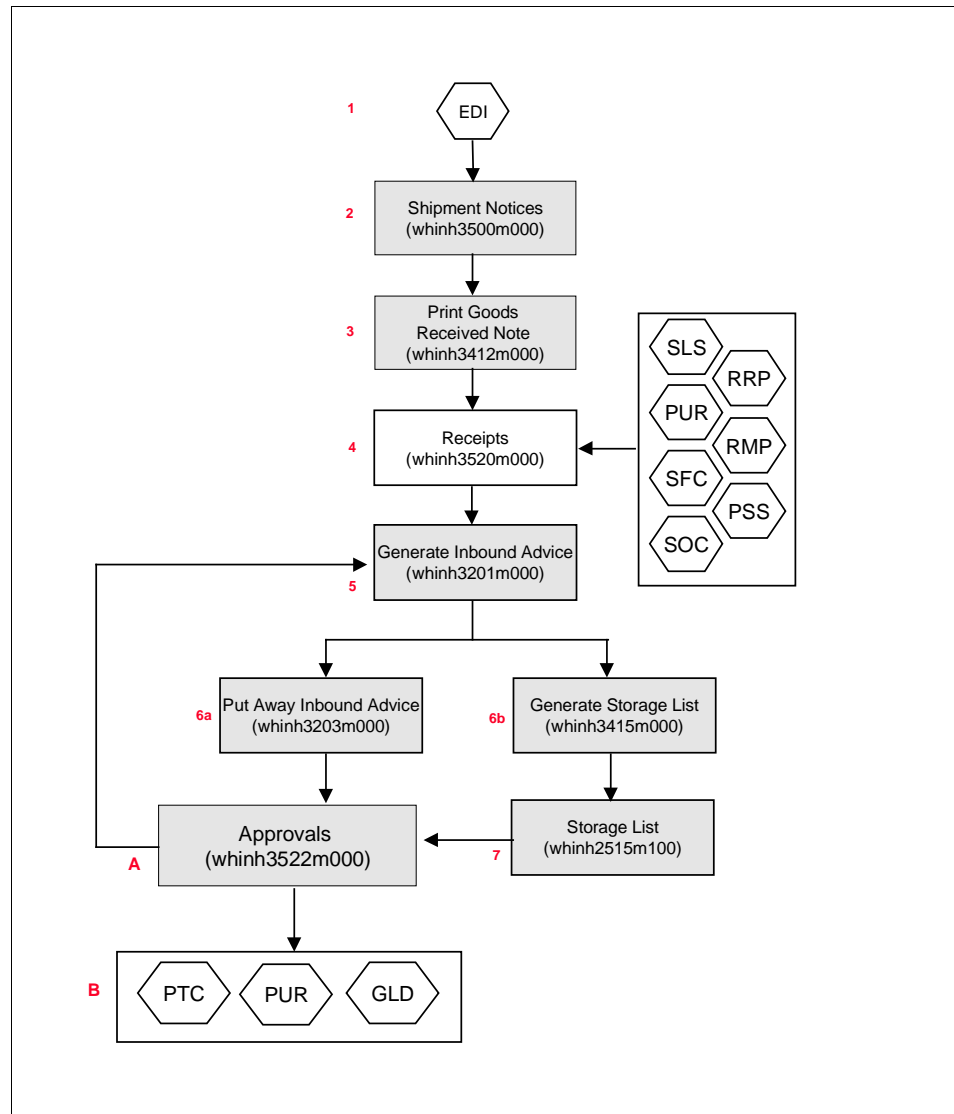 1
EDI
2
Shipment Notices
(whinh3500m000)
3
Print Goods
Received Note
(whinh3412m000)
SLS
RRP
PUR
RMP
SFC
PSS
SOC
4
Receipts
(whinh3520m000)
5
Generate Inbound Advice
(whinh3201m000)
6a
Put Away Inbound Advice
(whinh3203m000)
6b
Generate Storage List
(whinh3415m000)
A
Approvals
(whinh3522m000)
7
Storage List
(whinh2515m100)
B
PTC
PUR
GLD